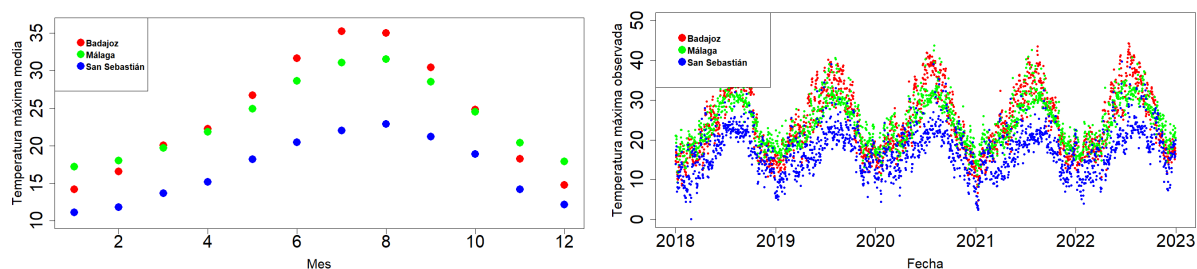 Temperatura máxima media
35
30
25
20
15
10
Badajoz
Málaga
San Sebastián
2
4
6
8
10
12
Mes
Temperatura máxima observada
50
40
30
20
10
0
Badajoz
Málaga
San Sebastián
2018
2019
2020
2021
2022
2023
Fecha